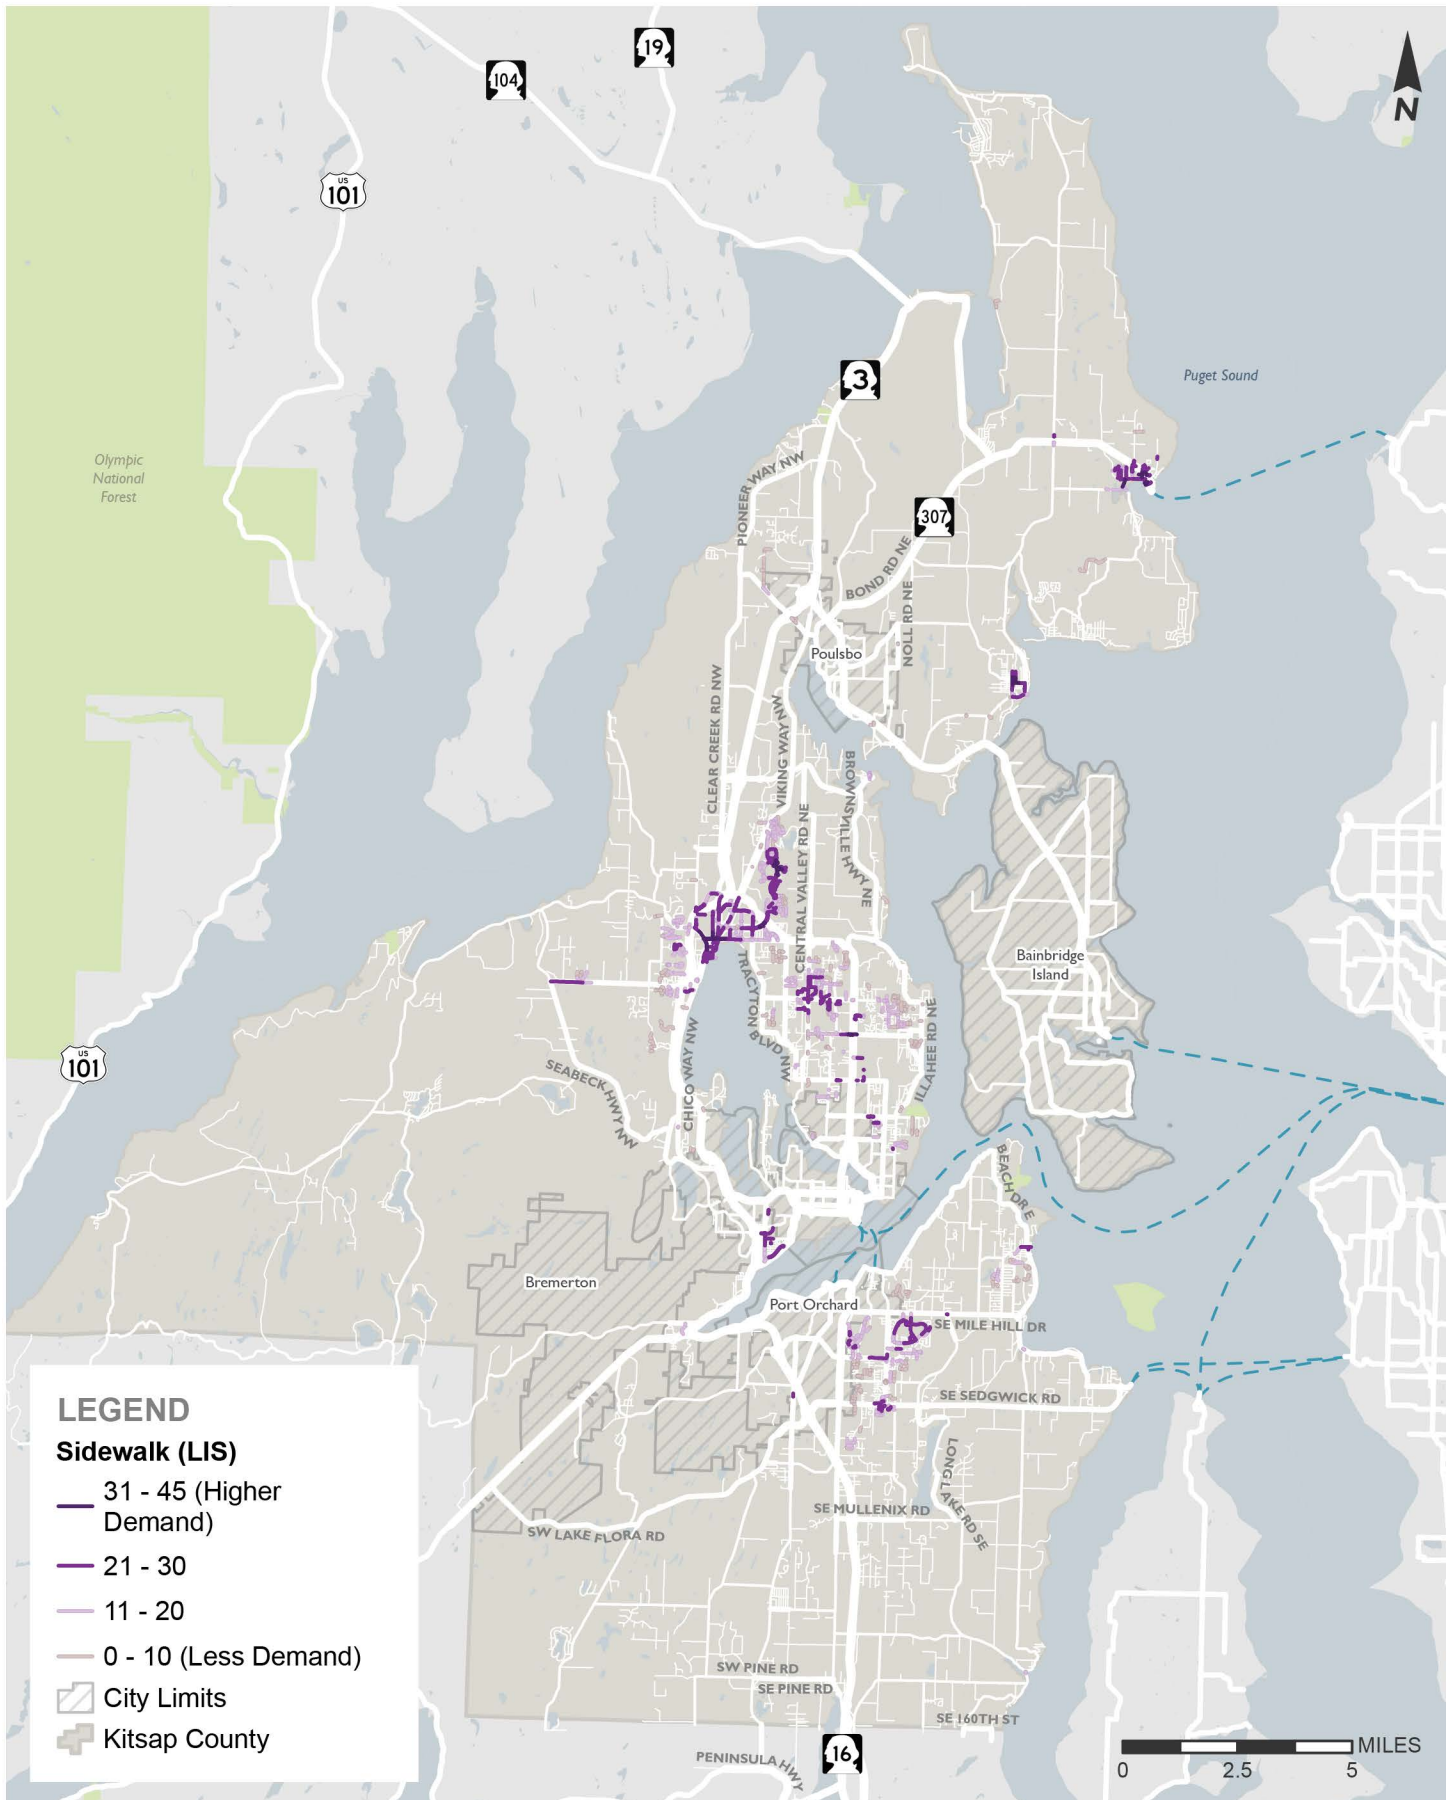 19
104
N
US
101
3
Puget Sound
Olympic
National
Forest
PIONEER WAY NW
307
BOND RD NE
NOLL RD NE
Poulsbo
CLEAR CREEK RD NW
VIKING WAY NW
BROWNSVILLE HWY NE
CENTRAL VALLEY RD NE
Bainbridge
Island
TRACYTON BLVD NW
ILLAHEE RD NE
CHICO WAY NW
US
101
SEABECK HWY NW
BEACH DR E
Bremerton
Port Orchard
SE MILE HILL DR
SE SEDGWICK RD
LONG LAKE RD SE
SE MULLENIX RD
SW LAKE FLORA RD
SW PINE RD
SE PINE RD
SE 160TH ST
PENINSULA HWY
16
LEGEND
Sidewalk (LIS)
31 - 45 (Higher
Demand)
21 - 30
11 - 20
0 - 10 (Less Demand)
City Limits
Kitsap County
MILES
0 2.5 5